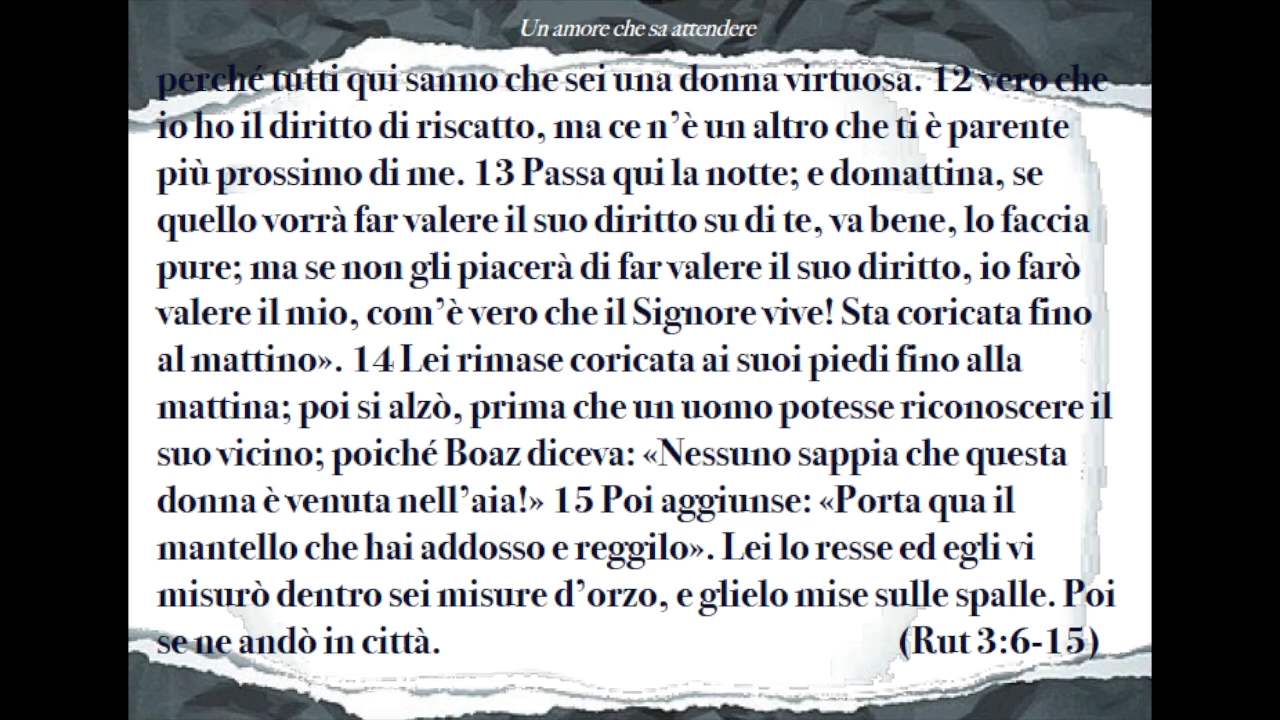 Un amore che sa attendere
perché tutti qui sanno che sei una donna virtuosa. 12 vero che
io ho il diritto di riscatto, ma ce n’è un altro che ti è parente
più prossimo di me. 13 Passa qui la notte; e domattina, se
quello vorrà far valere il suo diritto su di te, va bene, lo faccia
pure; ma se non gli piacerà di far valere il suo diritto, io farò
valere il mio, com’è vero che il Signore vive! Sta coricata fino
al mattino». 14 Lei rimase coricata ai suoi piedi fino alla
mattina; poi si alzò, prima che un uomo potesse riconoscere il
suo vicino; poiché Boaz diceva: «Nessuno sappia che questa
donna è venuta nell’aia!» 15 Poi aggiunse: «Porta qua il
mantello che hai addosso e reggilo». Lei lo resse ed egli vi
misurò dentro sei misure d’orzo, e glielo mise sulle spalle. Poi
se ne andò in città. (Rut 3:6-15)